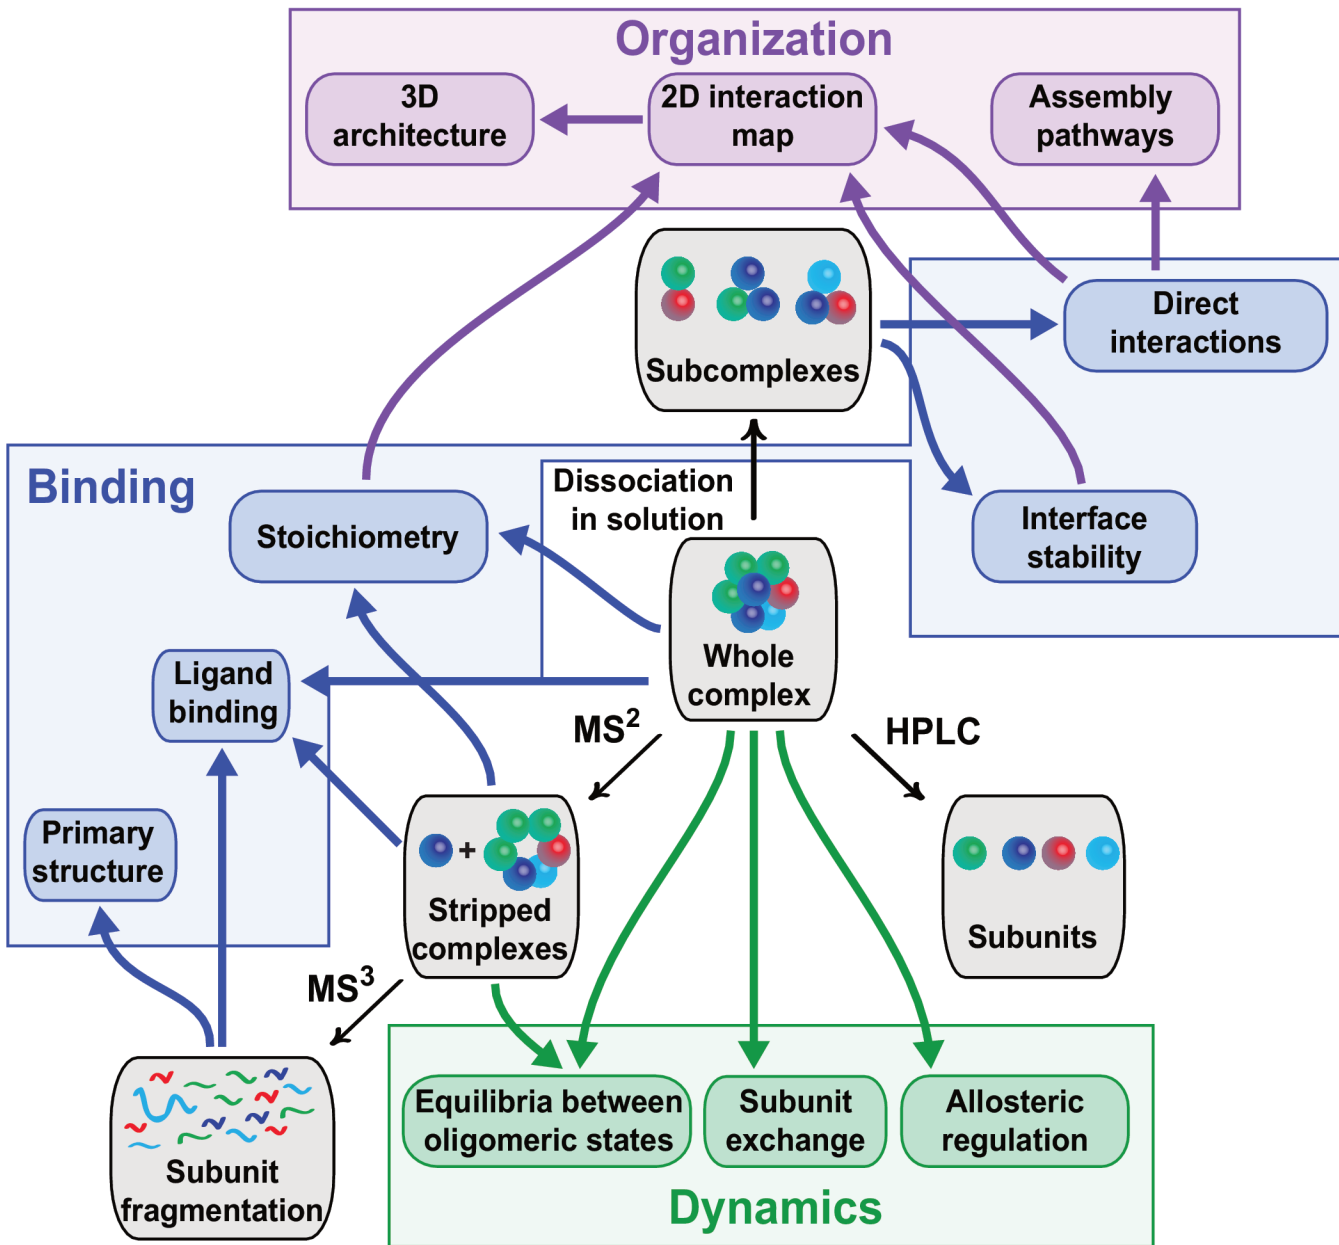 Organization
3D
architecture
2D interaction
map
Assembly
pathways
Direct
interactions
Subcomplexes
Binding
Dissociation
in solution
Stoichiometry
Interface
stability
Whole
complex
Ligand
binding
MS²
HPLC
Primary
structure
+
Stripped
complexes
Subunits
MS³
Equilibria between
oligomeric states
Subunit
exchange
Allosteric
regulation
Subunit
fragmentation
Dynamics